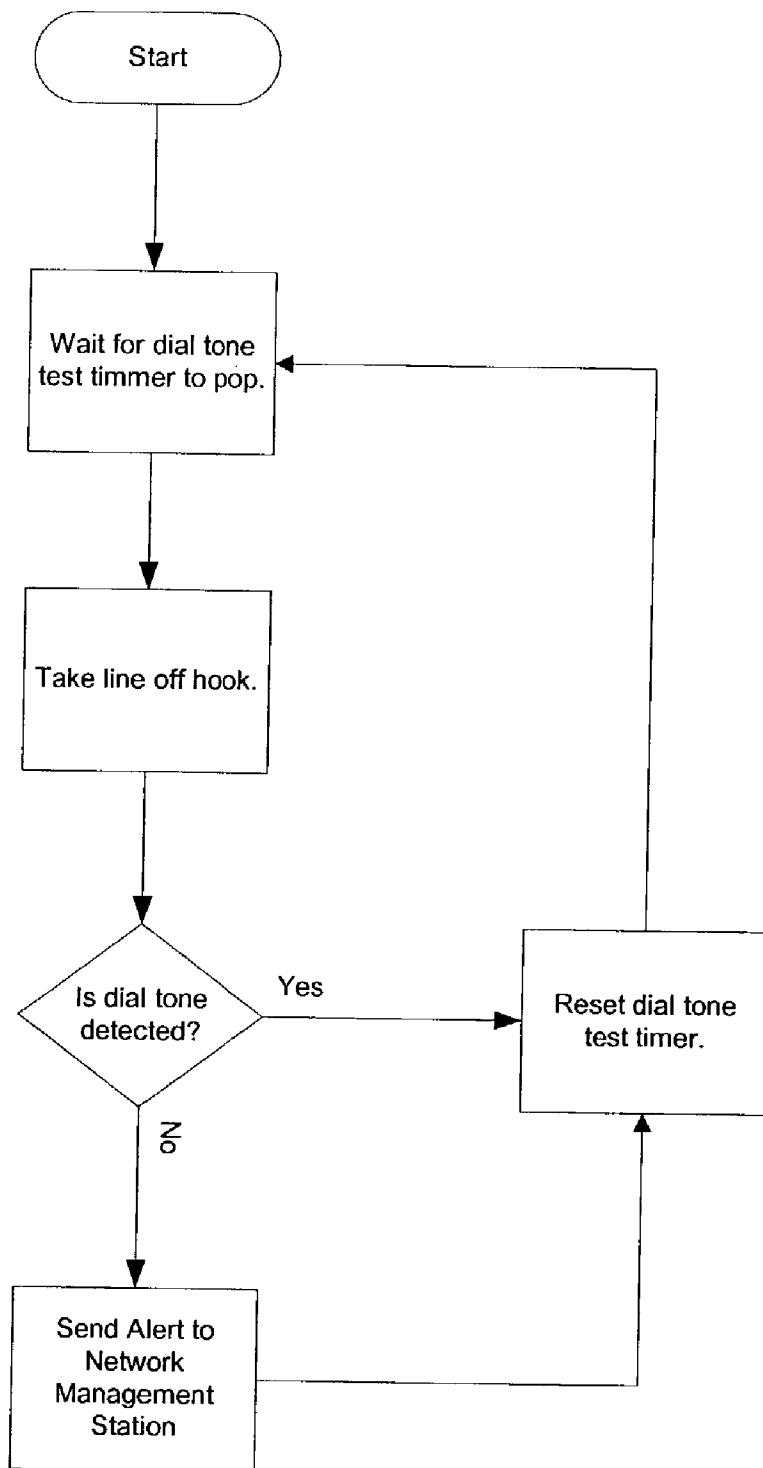 Start
Wait for dial tone
test timmer to pop.
Take line off hook.
Is dial tone
detected?
Yes
Reset dial tone
test timer.
No
Send Alert to
Network
Management
Station